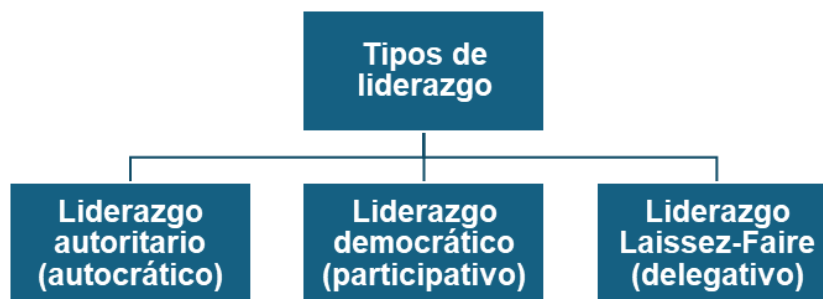 Tipos de
liderazgo
Liderazgo
autoritario
(autocrático)
Liderazgo
democrático
(participativo)
Liderazgo
Laissez-Faire
(delegativo)